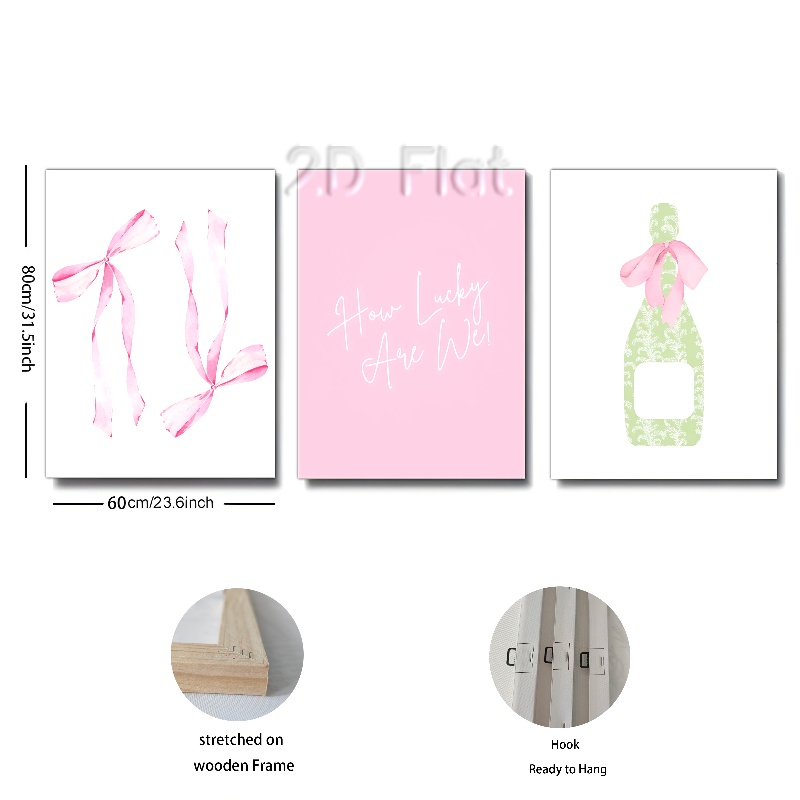 2.D Flat.
How Lucky
Are We!
80cm/31.5inch
60cm/23.6inch
stretched on
wooden Frame
Hook
Ready to Hang